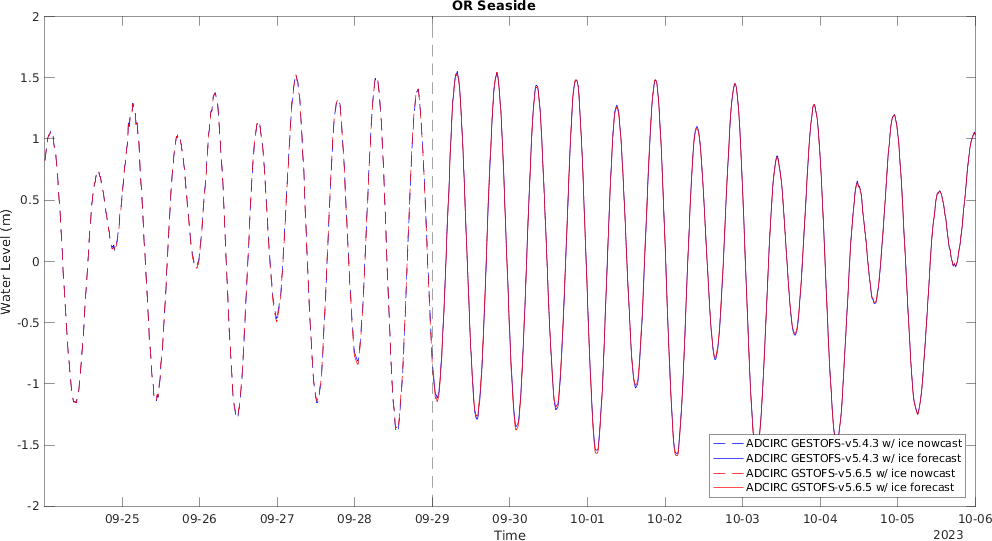 OR Seaside
2
1.5
1
0.5
0
-0.5
-1
-1.5
-2
Water Level (m)
ADCIRC GESTOFS-v5.4.3 w/ ice nowcast
ADCIRC GESTOFS-v5.4.3 w/ ice forecast
ADCIRC GSTOFS-v5.6.5 w/ ice nowcast
ADCIRC GSTOFS-v5.6.5 w/ ice forecast
09-25 09-26 09-27 09-28 09-29 09-30 10-01 10-02 10-03 10-04 10-05 10-06
Time
2023